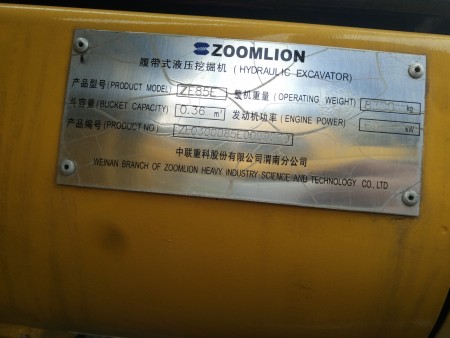 ZOOMLION
履带式液压挖掘机 (HYDRAULIC EXCAVATOR)
产品型号(PRODUCT MODEL) ZE85E 整机重量(OPERATING WEIGHT) kg
斗容量(BUCKET CAPACITY) 0.36 m³ 发动机功率(ENGINE POWER) kW
产品编号(PRODUCT NO)
中联重科股份有限公司渭南分公司
WEINAN BRANCH OF ZOOMLION HEAVY INDUSTRY SCIENCE AND TECHNOLOGY CO., LTD